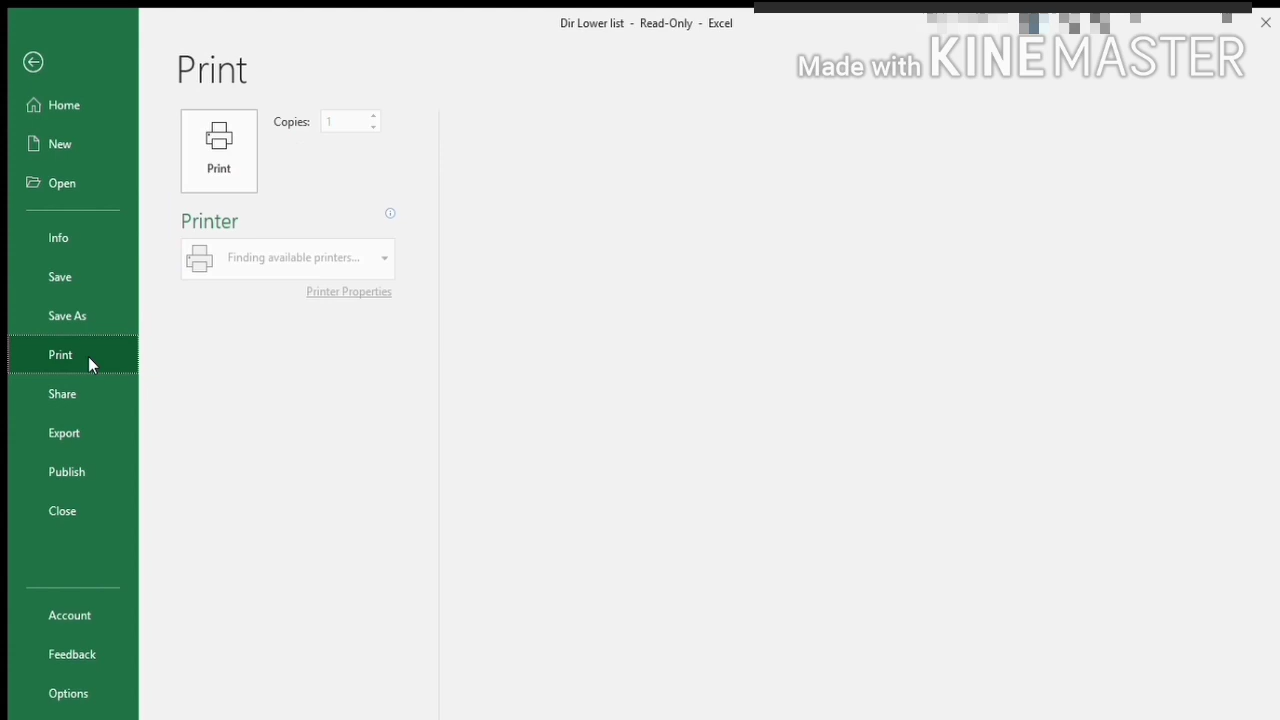 Dir Lower list - Read-Only - Excel
Made with KINEMASTER
Print
Home
New
Open
Info
Save
Save As
Print
Share
Export
Publish
Close
Account
Feedback
Options
Print
Copies: 1
Printer
Finding available printers...
Printer Properties